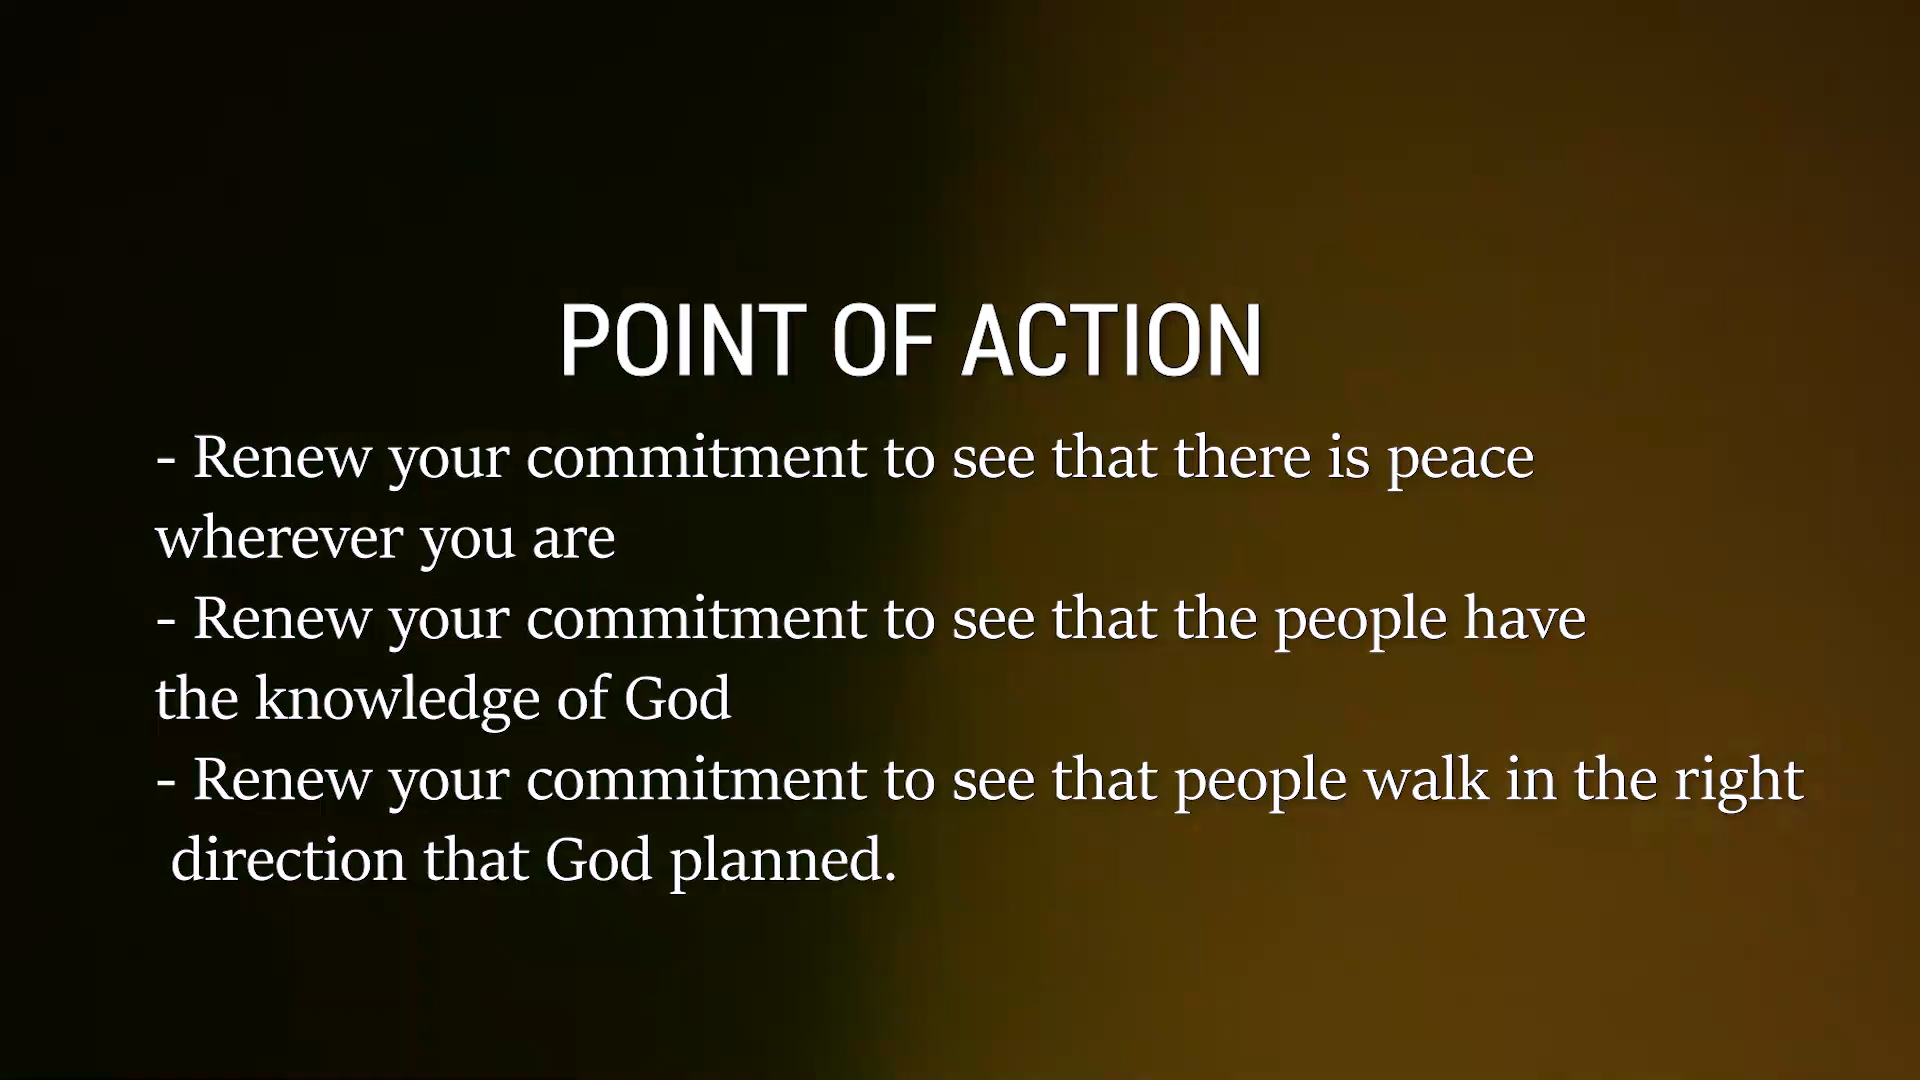 POINT OF ACTION
- Renew your commitment to see that there is peace
wherever you are
- Renew your commitment to see that the people have
the knowledge of God
- Renew your commitment to see that people walk in the right
direction that God planned.